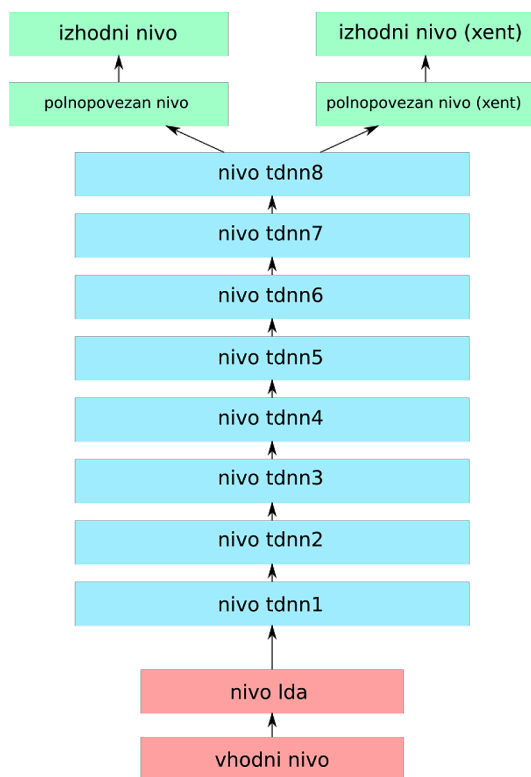 izhodni nivo
izhodni nivo (xent)
polnopovezan nivo
polnopovezan nivo (xent)
nivo tdnn8
nivo tdnn7
nivo tdnn6
nivo tdnn5
nivo tdnn4
nivo tdnn3
nivo tdnn2
nivo tdnn1
nivo lda
vhodni nivo